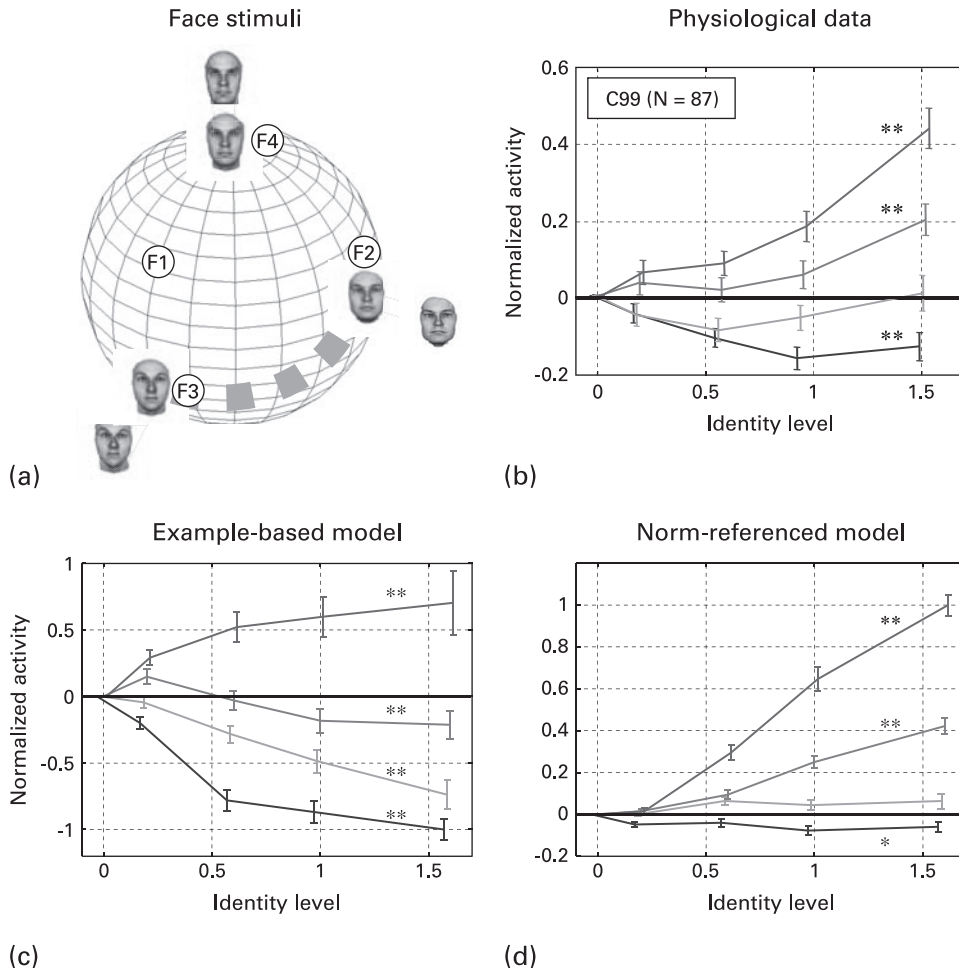 Face stimuli
F4
F1
F2
F3
(a)
Physiological data
Normalized activity
0.6
0.4
0.2
0
-0.2
C99 (N = 87)
**
**
**
0 0.5 1 1.5
Identity level
(b)
Example-based model
Normalized activity
1
0.5
0
-0.5
-1
**
**
**
**
0 0.5 1 1.5
Identity level
(c)
Norm-referenced model
1
0.8
0.6
0.4
0.2
0
-0.2
**
**
*
0 0.5 1 1.5
Identity level
(d)